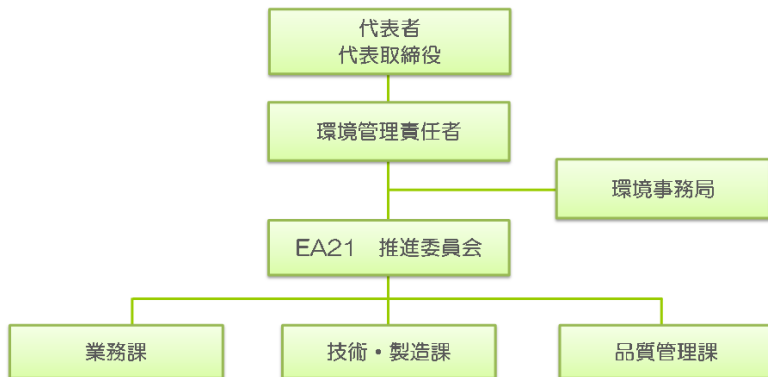 代表者
代表取締役
環境管理責任者
環境事務局
EA21　推進委員会
業務課
技術・製造課
品質管理課